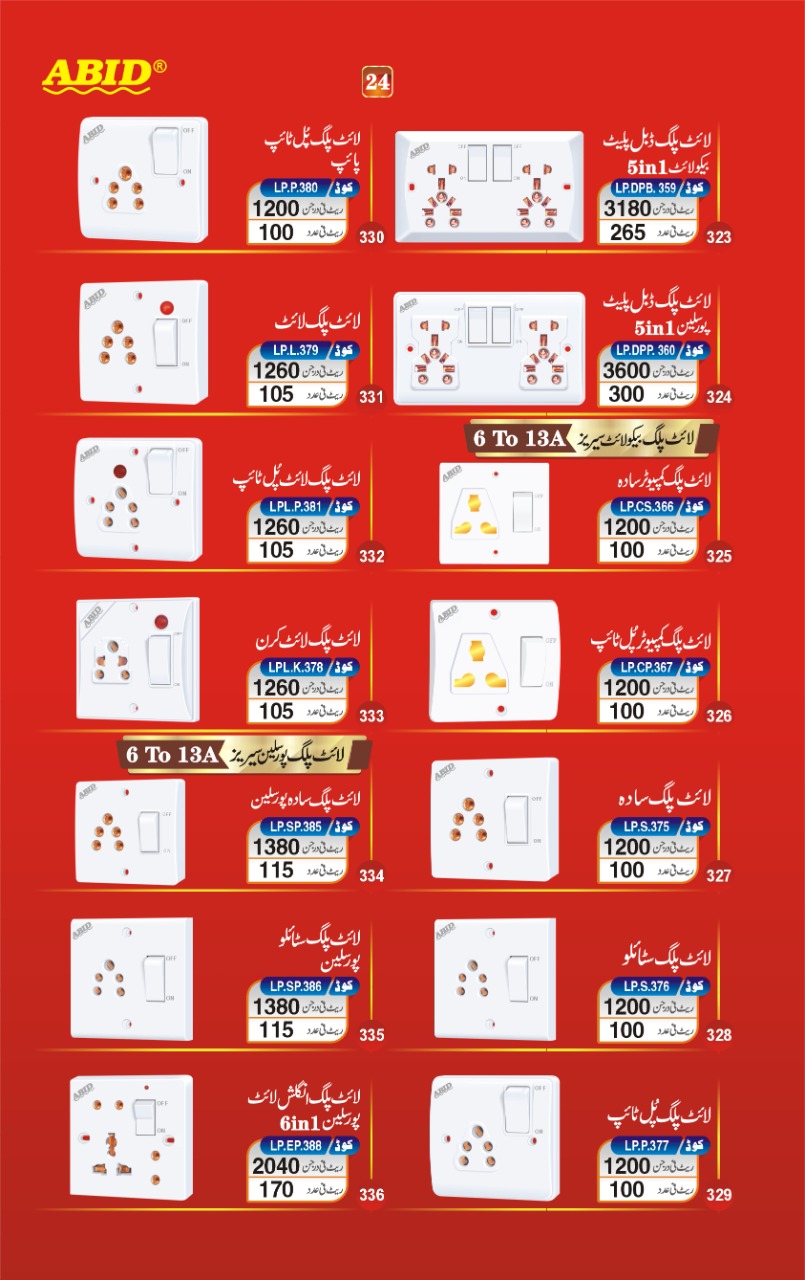 ABID®
24
لائٹ پلگ ڈبل پلیٹ
بیکولائٹ 5in1
کوڈ/ LP.DPB. 359
ریٹ فی درجن 3180
ریٹ فی عدد 265
323
لائٹ پلگ ڈبل پلیٹ
پورسلین 5in1
کوڈ/ LP.DPP. 360
ریٹ فی درجن 3600
ریٹ فی عدد 300
324
لائٹ پلگ بیکولائٹ سیریز 6 To 13A
لائٹ پلگ کمپیوٹر سادہ
کوڈ/ LP.CS.366
ریٹ فی درجن 1200
ریٹ فی عدد 100
325
لائٹ پلگ کمپیوٹر پُل ٹائپ
کوڈ/ LP.CP.367
ریٹ فی درجن 1200
ریٹ فی عدد 100
326
لائٹ پلگ سادہ
کوڈ/ LP.S.375
ریٹ فی درجن 1200
ریٹ فی عدد 100
327
لائٹ پلگ سٹائلو
کوڈ/ LP.S.376
ریٹ فی درجن 1200
ریٹ فی عدد 100
328
لائٹ پلگ پُل ٹائپ
کوڈ/ LP.P.377
ریٹ فی درجن 1200
ریٹ فی عدد 100
329
لائٹ پلگ پُل ٹائپ
پائپ
کوڈ/ LP.P.380
ریٹ فی درجن 1200
ریٹ فی عدد 100
330
لائٹ پلگ لائٹ
کوڈ/ LP.L.379
ریٹ فی درجن 1260
ریٹ فی عدد 105
331
لائٹ پلگ لائٹ پُل ٹائپ
کوڈ/ LPL.P.381
ریٹ فی درجن 1260
ریٹ فی عدد 105
332
لائٹ پلگ لائٹ کرن
کوڈ/ LPL.K.378
ریٹ فی درجن 1260
ریٹ فی عدد 105
333
لائٹ پلگ پورسلین سیریز 6 To 13A
لائٹ پلگ سادہ پورسلین
کوڈ/ LP.SP.385
ریٹ فی درجن 1380
ریٹ فی عدد 115
334
لائٹ پلگ سٹائلو
پورسلین
کوڈ/ LP.SP.386
ریٹ فی درجن 1380
ریٹ فی عدد 115
335
لائٹ پلگ انگلش لائٹ
پورسلین 6in1
کوڈ/ LP.EP.388
ریٹ فی درجن 2040
ریٹ فی عدد 170
336